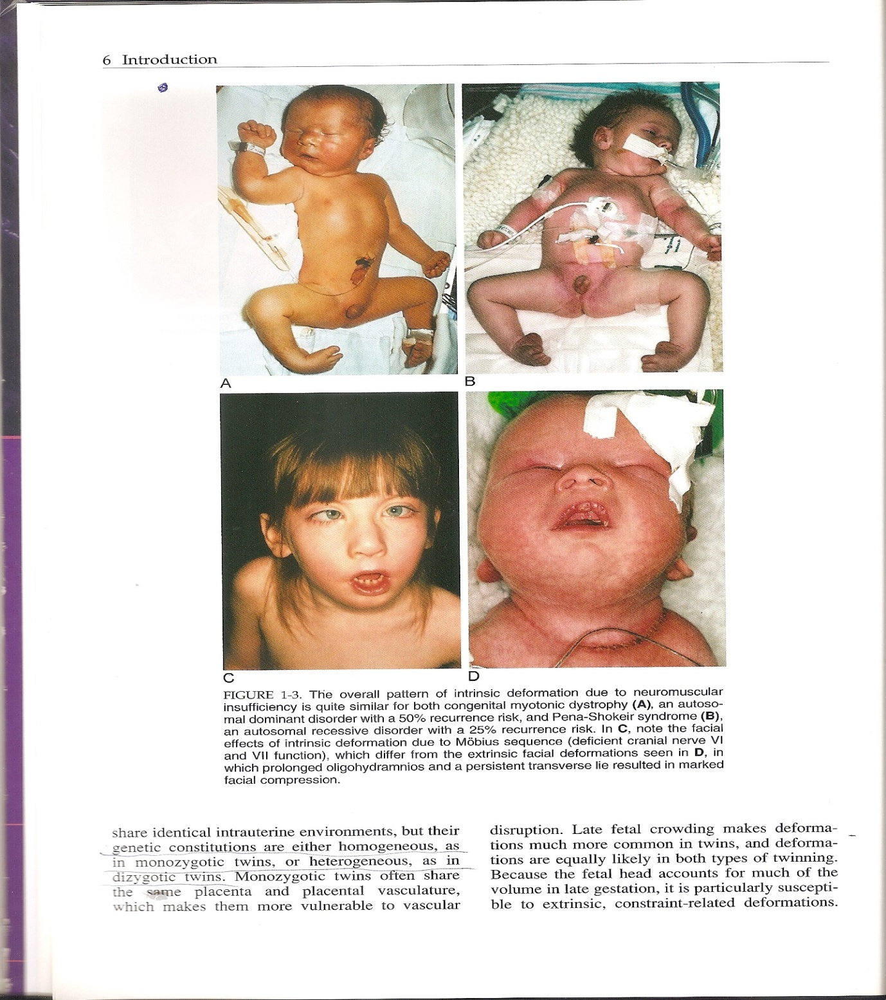 6 Introduction
A
B
C
D
FIGURE 1-3. The overall pattern of intrinsic deformation due to neuromuscular
insufficiency is quite similar for both congenital myotonic dystrophy (A), an autoso-
mal dominant disorder with a 50% recurrence risk, and Pena-Shokeir syndrome (B),
an autosomal recessive disorder with a 25% recurrence risk. In C, note the facial
effects of intrinsic deformation due to Möbius sequence (deficient cranial nerve VI
and VII function), which differ from the extrinsic facial deformations seen in D, in
which prolonged oligohydramnios and a persistent transverse lie resulted in marked
facial compression.
share identical intrauterine environments, but their
genetic constitutions are either homogeneous, as
in monozygotic twins, or heterogeneous, as in
dizygotic twins. Monozygotic twins often share
the same placenta and placental vasculature,
which makes them more vulnerable to vascular
disruption. Late fetal crowding makes deforma-
tions much more common in twins, and deforma-
tions are equally likely in both types of twinning.
Because the fetal head accounts for much of the
volume in late gestation, it is particularly suscepti-
ble to extrinsic, constraint-related deformations.